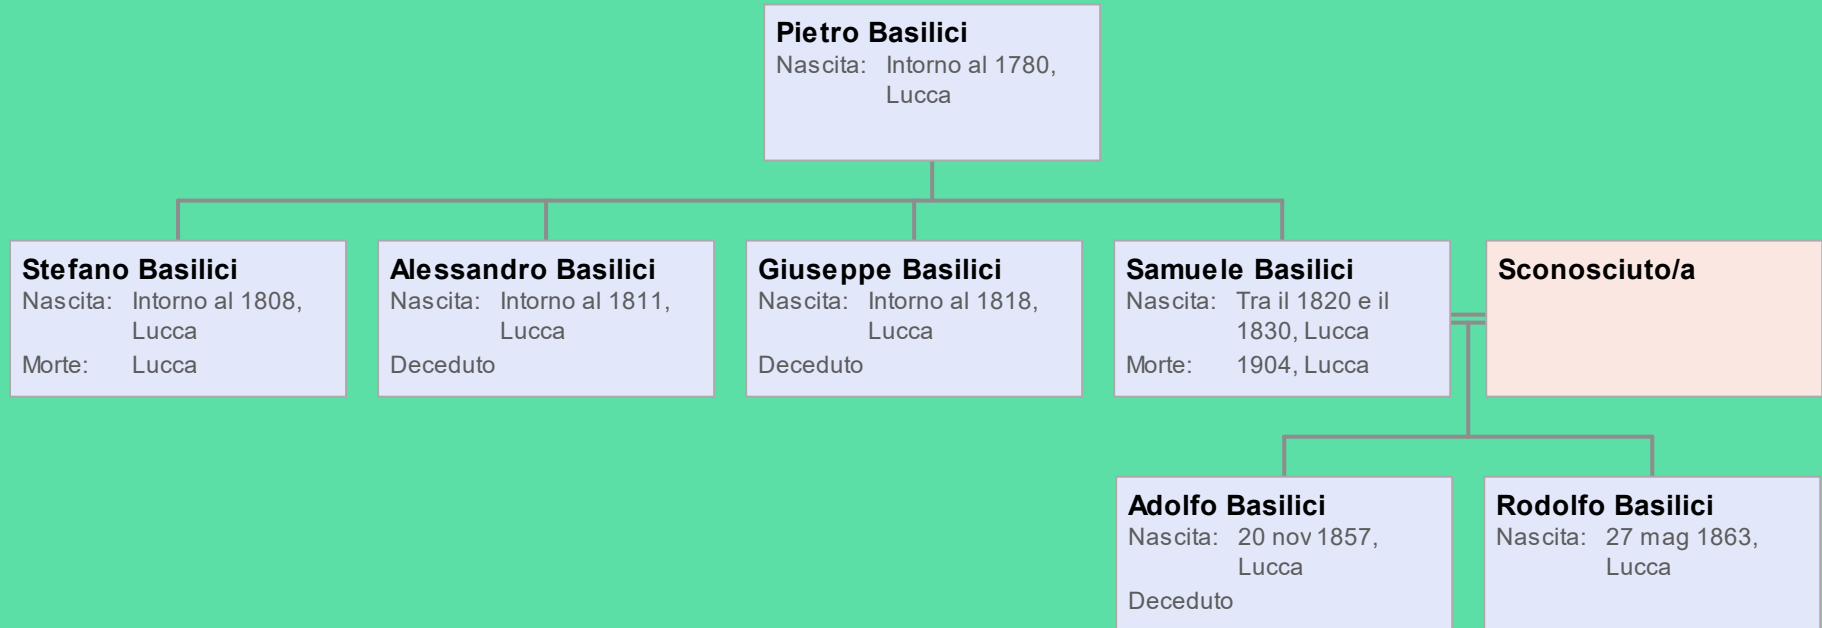 Pietro Basilici
Nascita: Intorno al 1780,
Lucca
Stefano Basilici
Nascita: Intorno al 1808,
Lucca
Morte: Lucca
Alessandro Basilici
Nascita: Intorno al 1811,
Lucca
Deceduto
Giuseppe Basilici
Nascita: Intorno al 1818,
Lucca
Deceduto
Samuele Basilici
Nascita: Tra il 1820 e il
1830, Lucca
Morte: 1904, Lucca
Sconosciuto/a
Adolfo Basilici
Nascita: 20 nov 1857,
Lucca
Deceduto
Rodolfo Basilici
Nascita: 27 mag 1863,
Lucca